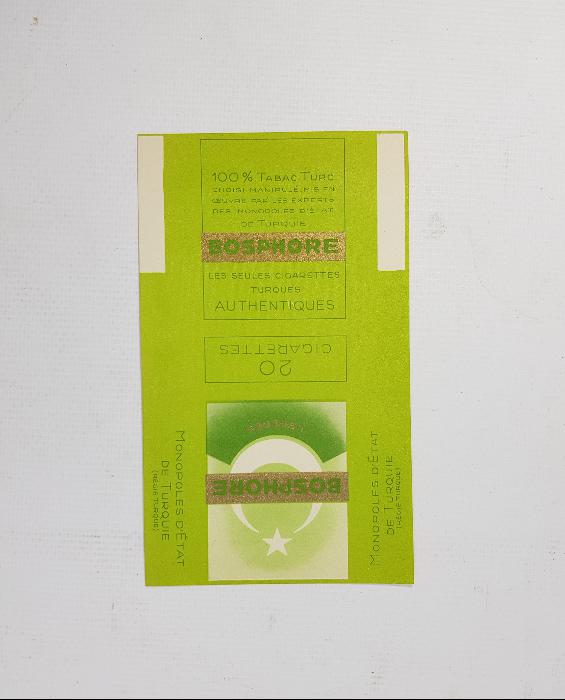 100% TABAC TURC
CHOISI MANIPULÉ, MIS EN
ŒUVRE PAR LES EXPERTS
DES MONOPOLES D'ÉTAT
DE TURQUIE
BOSPHORE
LES SEULES CIGARETTES
TURQUES
AUTHENTIQUES
20
CIGARETTES
BOSPHORE
MONOPOLES D'ÉTAT
DE TURQUIE
(RÉGIE TURQUE)
MONOPOLES D'ÉTAT
DE TURQUIE
(RÉGIE TURQUE)